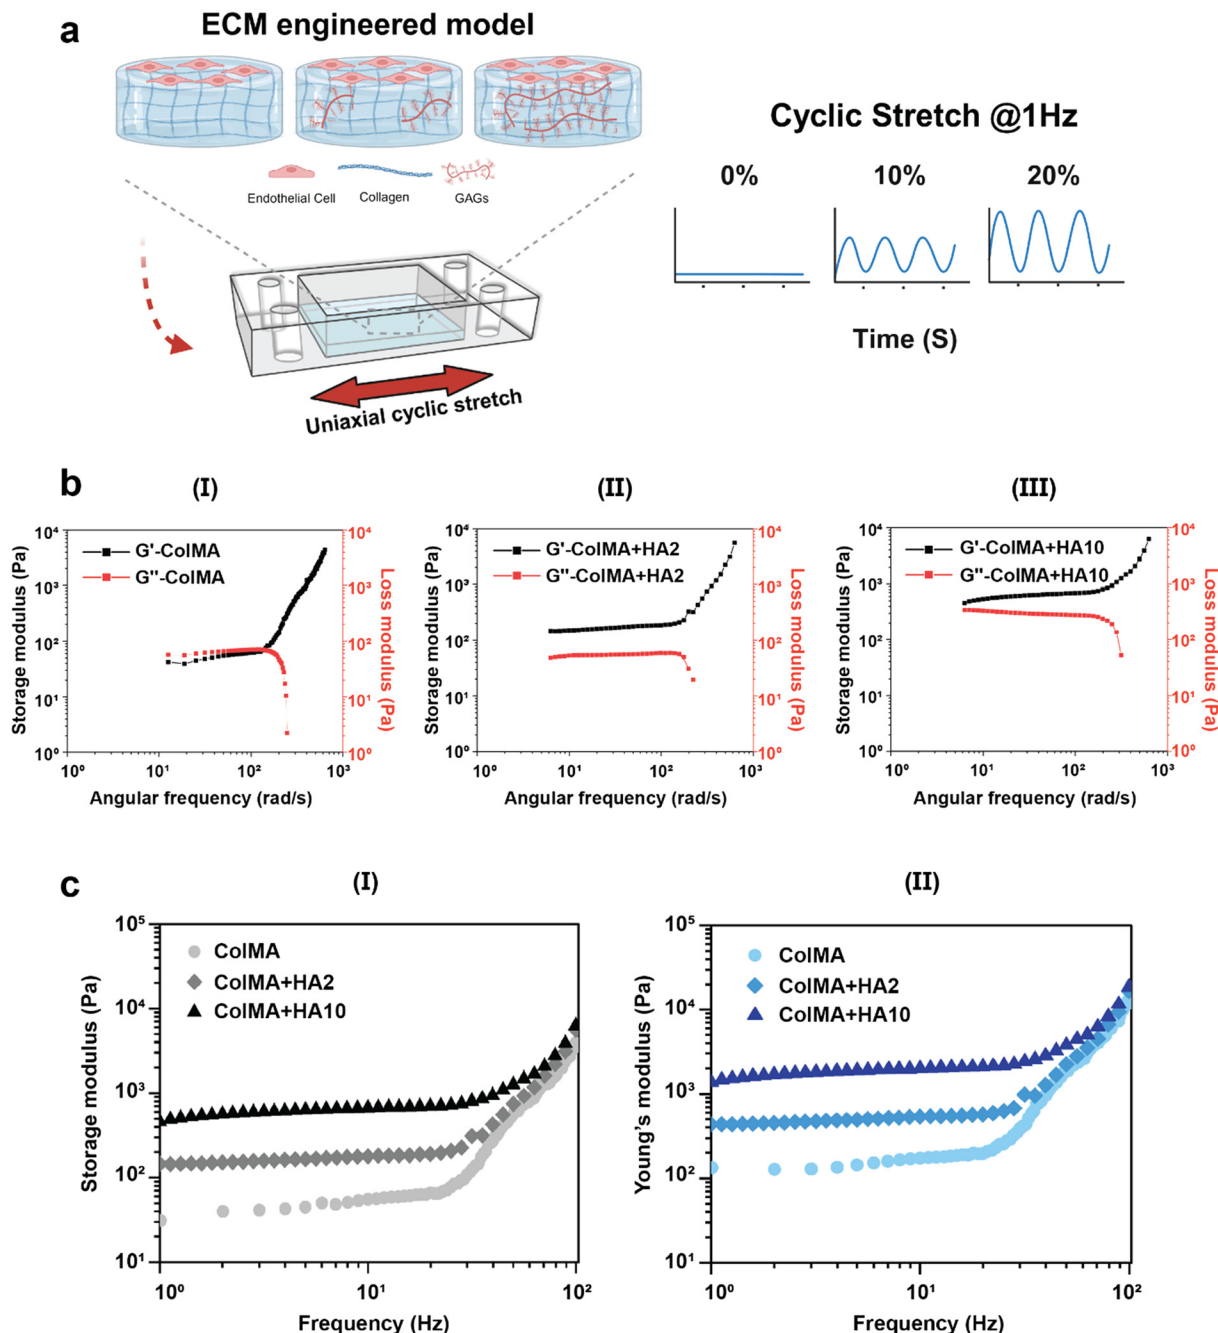 a
ECM engineered model
Endothelial Cell
Collagen
GAGs
Uniaxial cyclic stretch
Cyclic Stretch @1Hz
0%
10%
20%
Time (S)
b
(I)
(II)
(III)
10⁴
10³
10²
10¹
10⁰
Storage modulus (Pa)
G'-ColMA
G''-ColMA
10⁴
10³
10²
10¹
10⁰
Loss modulus (Pa)
10⁰
10¹
10²
10³
Angular frequency (rad/s)
10⁴
10³
10²
10¹
10⁰
Storage modulus (Pa)
G'-ColMA+HA2
G''-ColMA+HA2
10⁴
10³
10²
10¹
10⁰
Loss modulus (Pa)
10⁰
10¹
10²
10³
Angular frequency (rad/s)
10⁴
10³
10²
10¹
10⁰
Storage modulus (Pa)
G'-ColMA+HA10
G''-ColMA+HA10
10⁴
10³
10²
10¹
10⁰
Loss modulus (Pa)
10⁰
10¹
10²
10³
Angular frequency (rad/s)
c
(I)
(II)
10⁵
10⁴
10³
10²
10¹
Storage modulus (Pa)
ColMA
ColMA+HA2
ColMA+HA10
10⁰
10¹
10²
Frequency (Hz)
10⁵
10⁴
10³
10²
10¹
Young's modulus (Pa)
ColMA
ColMA+HA2
ColMA+HA10
10⁰
10¹
10²
Frequency (Hz)